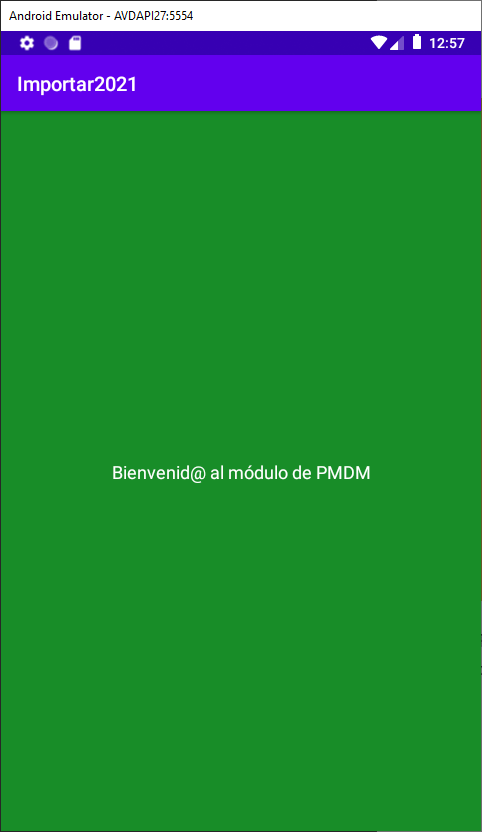 Android Emulator - AVDAPI27:5554
12:57
Importar2021
Bienvenid@ al módulo de PMDM